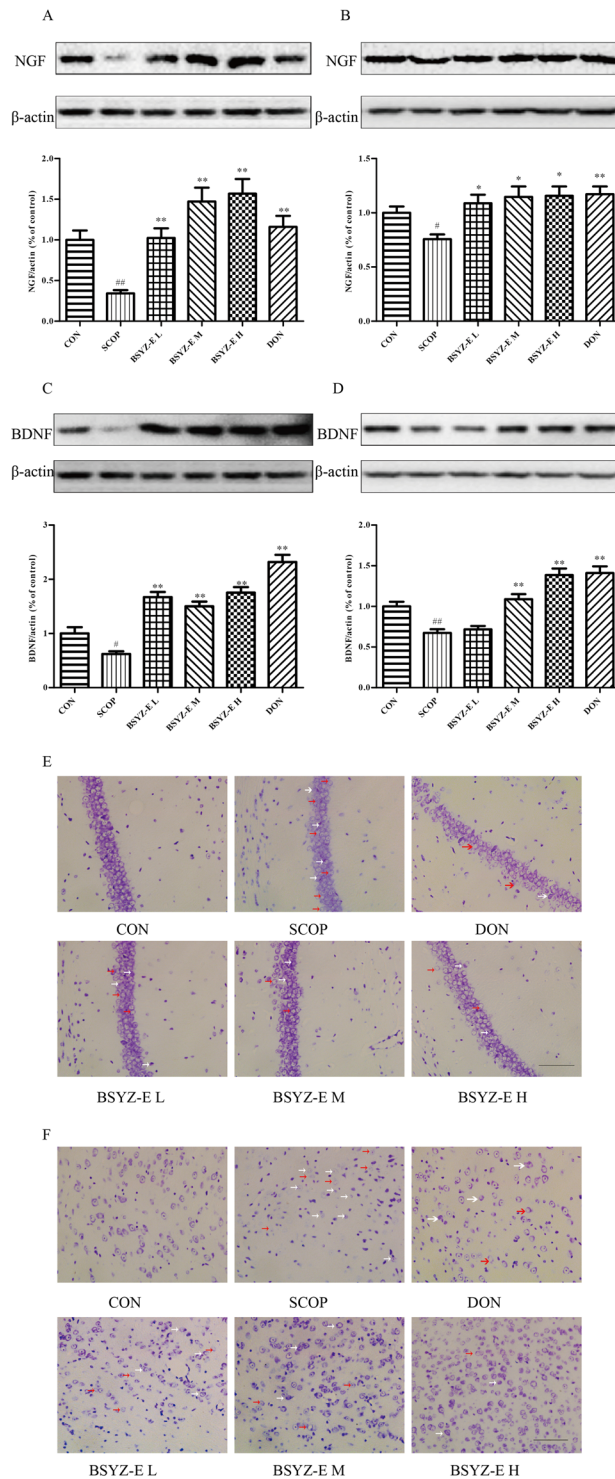 A
B
NGF
NGF
β-actin
β-actin
NGF/actin (% of control)
2.0
1.5
1.0
0.5
0.0
##
**
**
**
**
CON
SCOP
BSYZ-E L
BSYZ-E M
BSYZ-E H
DON
NGF/actin (% of control)
1.5
1.0
0.5
0.0
#
*
*
*
**
CON
SCOP
BSYZ-E L
BSYZ-E M
BSYZ-E H
DON
C
D
BDNF
BDNF
β-actin
β-actin
BDNF/actin (% of control)
3
2
1
0
#
**
**
**
**
CON
SCOP
BSYZ-E L
BSYZ-E M
BSYZ-E H
DON
BDNF/actin (% of control)
2.0
1.5
1.0
0.5
0.0
##
**
**
**
CON
SCOP
BSYZ-E L
BSYZ-E M
BSYZ-E H
DON
E
CON
SCOP
DON
BSYZ-E L
BSYZ-E M
BSYZ-E H
F
CON
SCOP
DON
BSYZ-E L
BSYZ-E M
BSYZ-E H